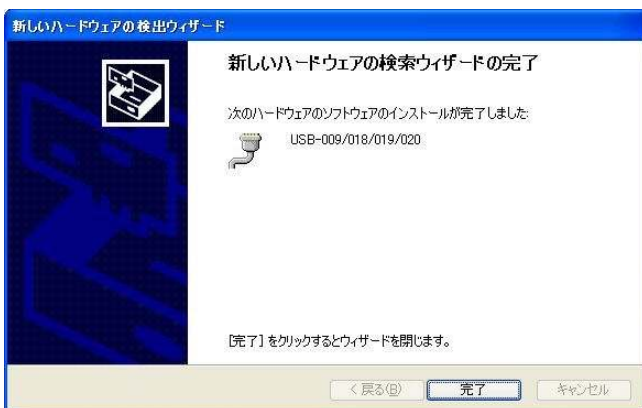 新しいハードウェアの検出ウィザード
新しいハードウェアの検索ウィザードの完了
次のハードウェアのソフトウェアのインストールが完了しました:
USB-009/018/019/020
[完了] をクリックするとウィザードを閉じます。
< 戻る(B)
完了
キャンセル